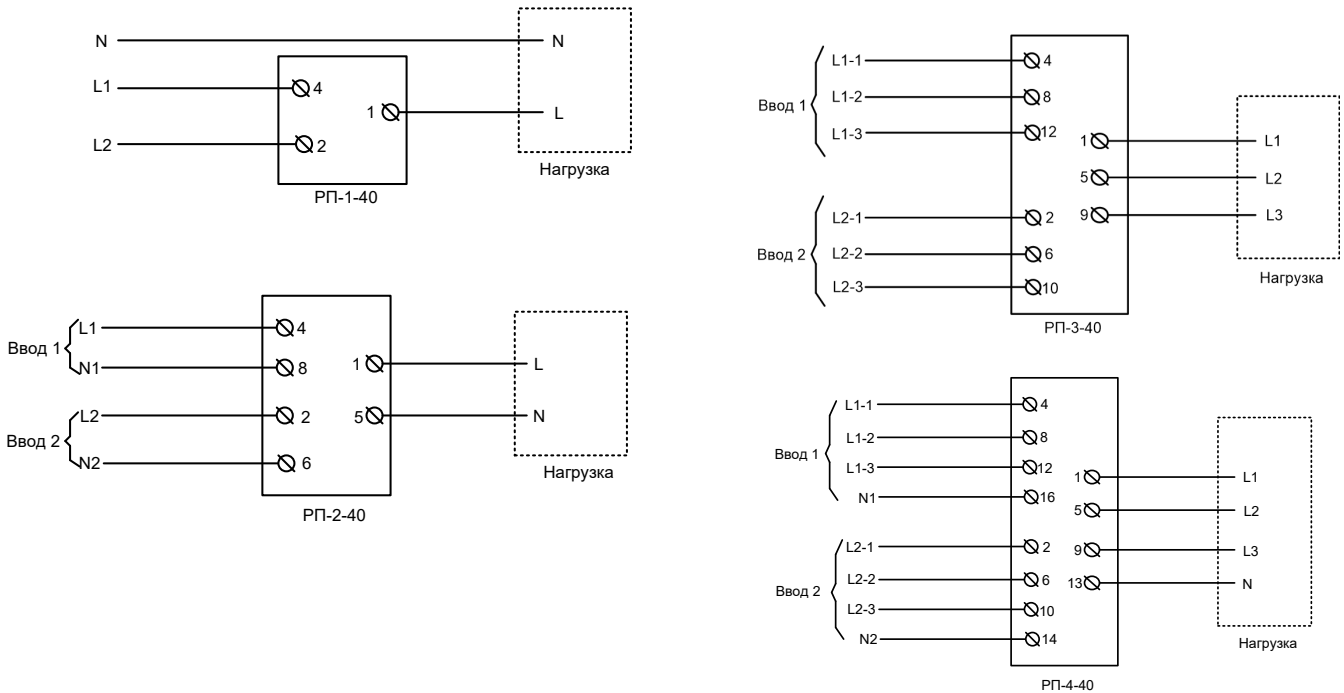 N
N
L1
4
1
L
L2
2
Нагрузка
РП-1-40
Ввод 1
L1
4
N1
8
1
L
Ввод 2
L2
2
5
N
N2
6
Нагрузка
РП-2-40
Ввод 1
L1-1
4
L1-2
8
L1-3
12
1
L1
5
L2
9
L3
Ввод 2
L2-1
2
L2-2
6
L2-3
10
Нагрузка
РП-3-40
Ввод 1
L1-1
4
L1-2
8
L1-3
12
N1
16
1
L1
5
L2
9
L3
13
N
Ввод 2
L2-1
2
L2-2
6
L2-3
10
N2
14
Нагрузка
РП-4-40